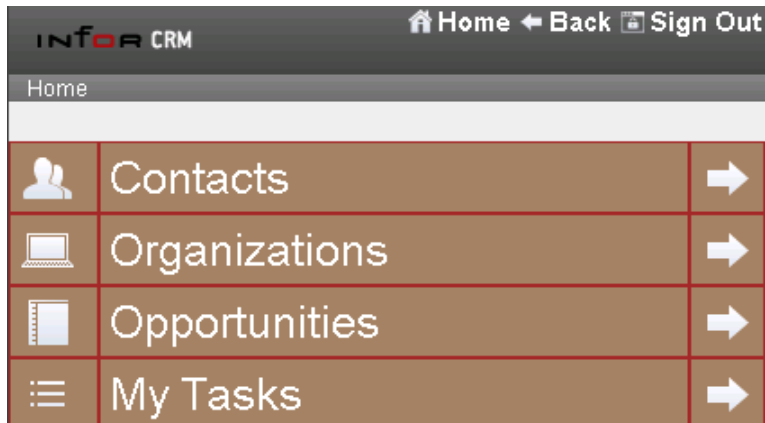 Infor CRM
Home Back Sign Out
Home
Contacts
Organizations
Opportunities
My Tasks